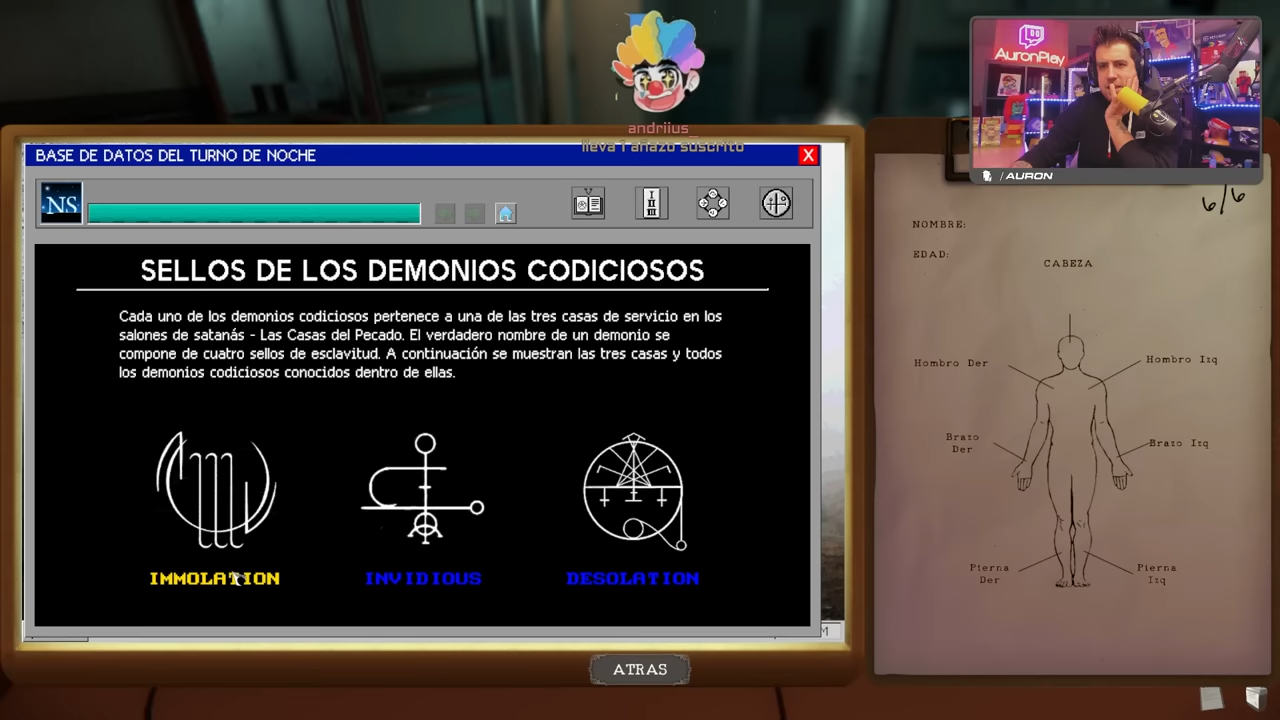 andriius_
lleva 1 añazo suscrito
AuronPlay
/ AURON
BASE DE DATOS DEL TURNO DE NOCHE
X
NS
I
II
III
SELLOS DE LOS DEMONIOS CODICIOSOS
Cada uno de los demonios codiciosos pertenece a una de las tres casas de servicio en los
salones de satanás - Las Casas del Pecado. El verdadero nombre de un demonio se
compone de cuatro sellos de esclavitud. A continuación se muestran las tres casas y todos
los demonios codiciosos conocidos dentro de ellas.
IMMOLATION
INVIDIOUS
DESOLATION
M
ATRAS
6/6
NOMBRE:
EDAD:
CABEZA
Hombro Der
Hombro Izq
Brazo
Der
Brazo Izq
Pierna
Der
Pierna
Izq